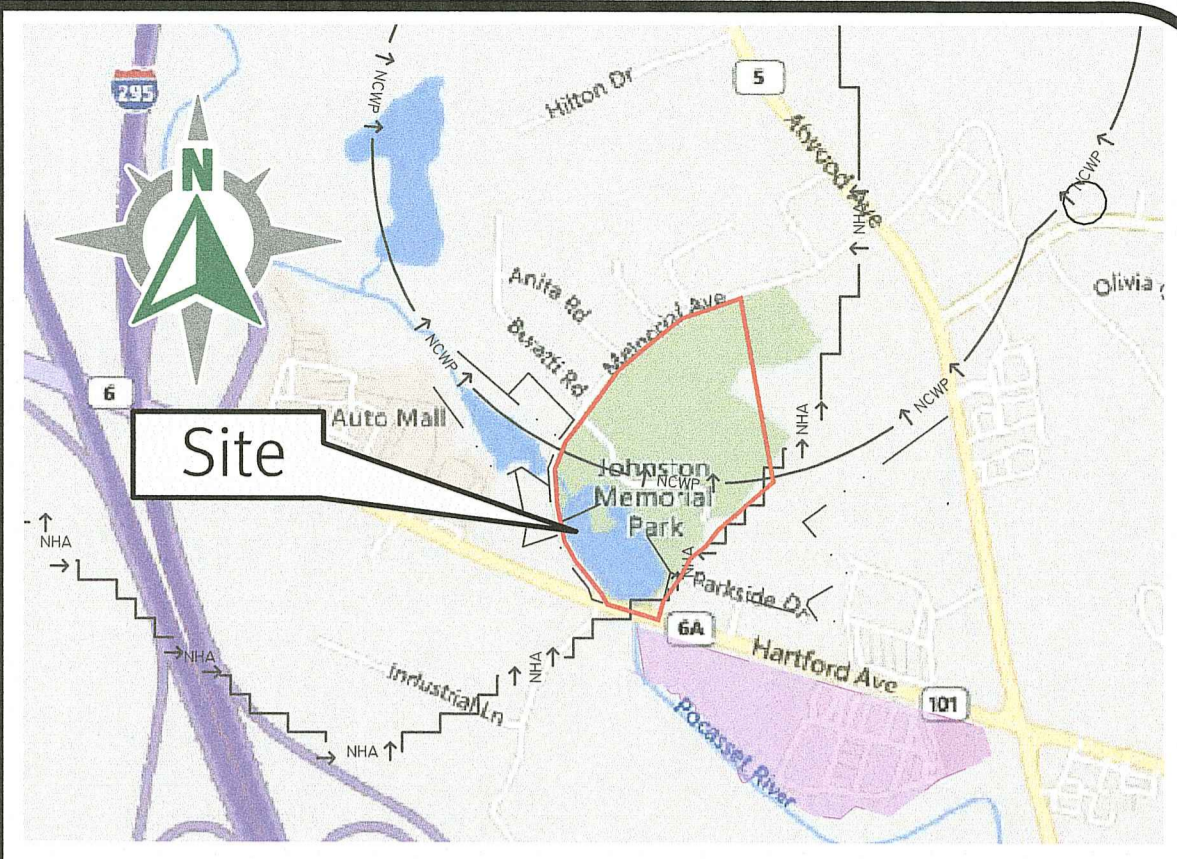 295
N
NCWP
Hilton Dr
5
Atwood Ave
NCWP
NHA
Olivia
Anita Rd
Memorial Ave
Busatti Rd
NCWP
6
Auto Mall
Site
NCWP
NHA
Johnston
NCWP
Memorial
Park
NHA
NHA
Parkside Dr
6A
NHA
NHA
Hartford Ave
Industrial Ln
101
Pocasset River
NHA